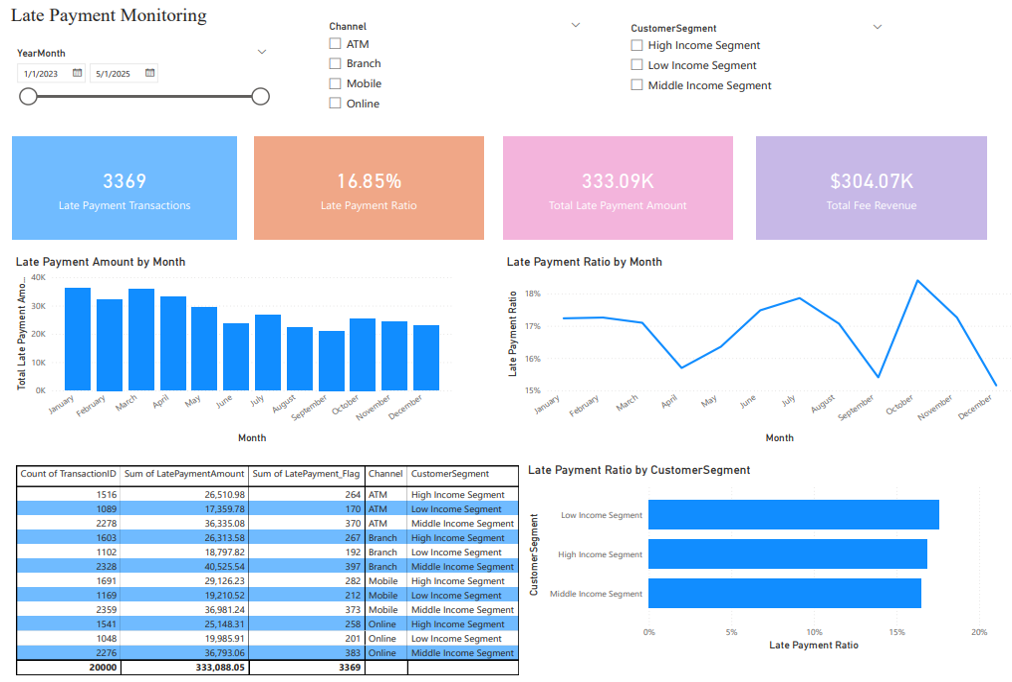 Late Payment Monitoring
YearMonth
1/1/2023 5/1/2025
Channel
ATM
Branch
Mobile
Online
CustomerSegment
High Income Segment
Low Income Segment
Middle Income Segment
3369
Late Payment Transactions
16.85%
Late Payment Ratio
333.09K
Total Late Payment Amount
$304.07K
Total Fee Revenue
Late Payment Amount by Month
Total Late Payment Amo...
40K
30K
20K
10K
0K
January February March April May June July August September October November December
Month
Late Payment Ratio by Month
Late Payment Ratio
18%
17%
16%
15%
January February March April May June July August September October November December
Month
Count of TransactionID Sum of LatePaymentAmount Sum of LatePayment_Flag Channel CustomerSegment
1516 26,510.98 264 ATM High Income Segment
1089 17,359.78 170 ATM Low Income Segment
2278 36,335.08 370 ATM Middle Income Segment
1603 26,313.58 267 Branch High Income Segment
1102 18,797.82 192 Branch Low Income Segment
2328 40,525.54 397 Branch Middle Income Segment
1691 29,126.23 282 Mobile High Income Segment
1169 19,210.52 212 Mobile Low Income Segment
2359 36,981.24 373 Mobile Middle Income Segment
1541 25,148.31 258 Online High Income Segment
1048 19,985.91 201 Online Low Income Segment
2276 36,793.06 383 Online Middle Income Segment
20000 333,088.05 3369
Late Payment Ratio by CustomerSegment
CustomerSegment
Low Income Segment
High Income Segment
Middle Income Segment
0% 5% 10% 15% 20%
Late Payment Ratio